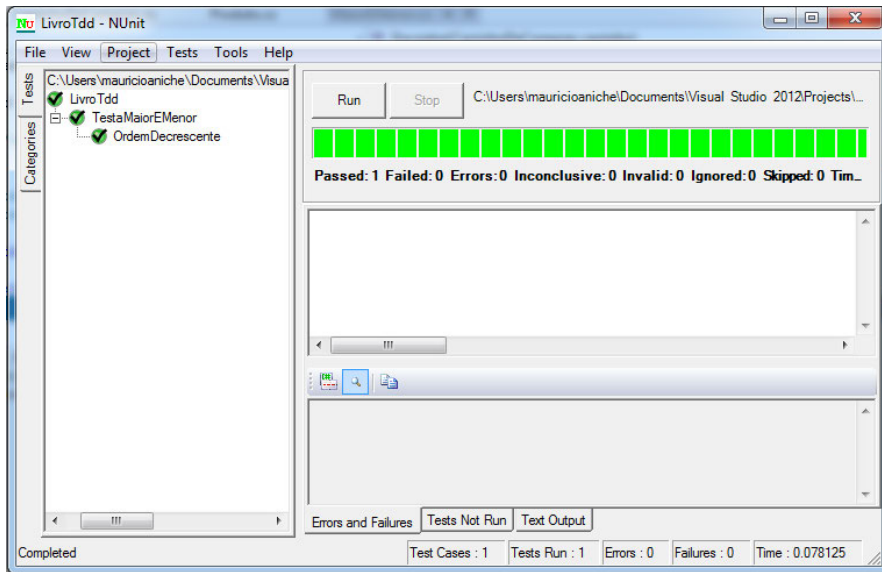 LivroTdd - NUnit
File View Project Tests Tools Help
Tests
Categories
C:\Users\mauricioaniche\Documents\Visua
LivroTdd
TestaMaiorEMenor
OrdemDecrescente
Run Stop C:\Users\mauricioaniche\Documents\Visual Studio 2012\Projects\...
Passed: 1 Failed: 0 Errors: 0 Inconclusive: 0 Invalid: 0 Ignored: 0 Skipped: 0 Tim...
Errors and Failures Tests Not Run Text Output
Completed Test Cases : 1 Tests Run : 1 Errors : 0 Failures : 0 Time : 0.078125